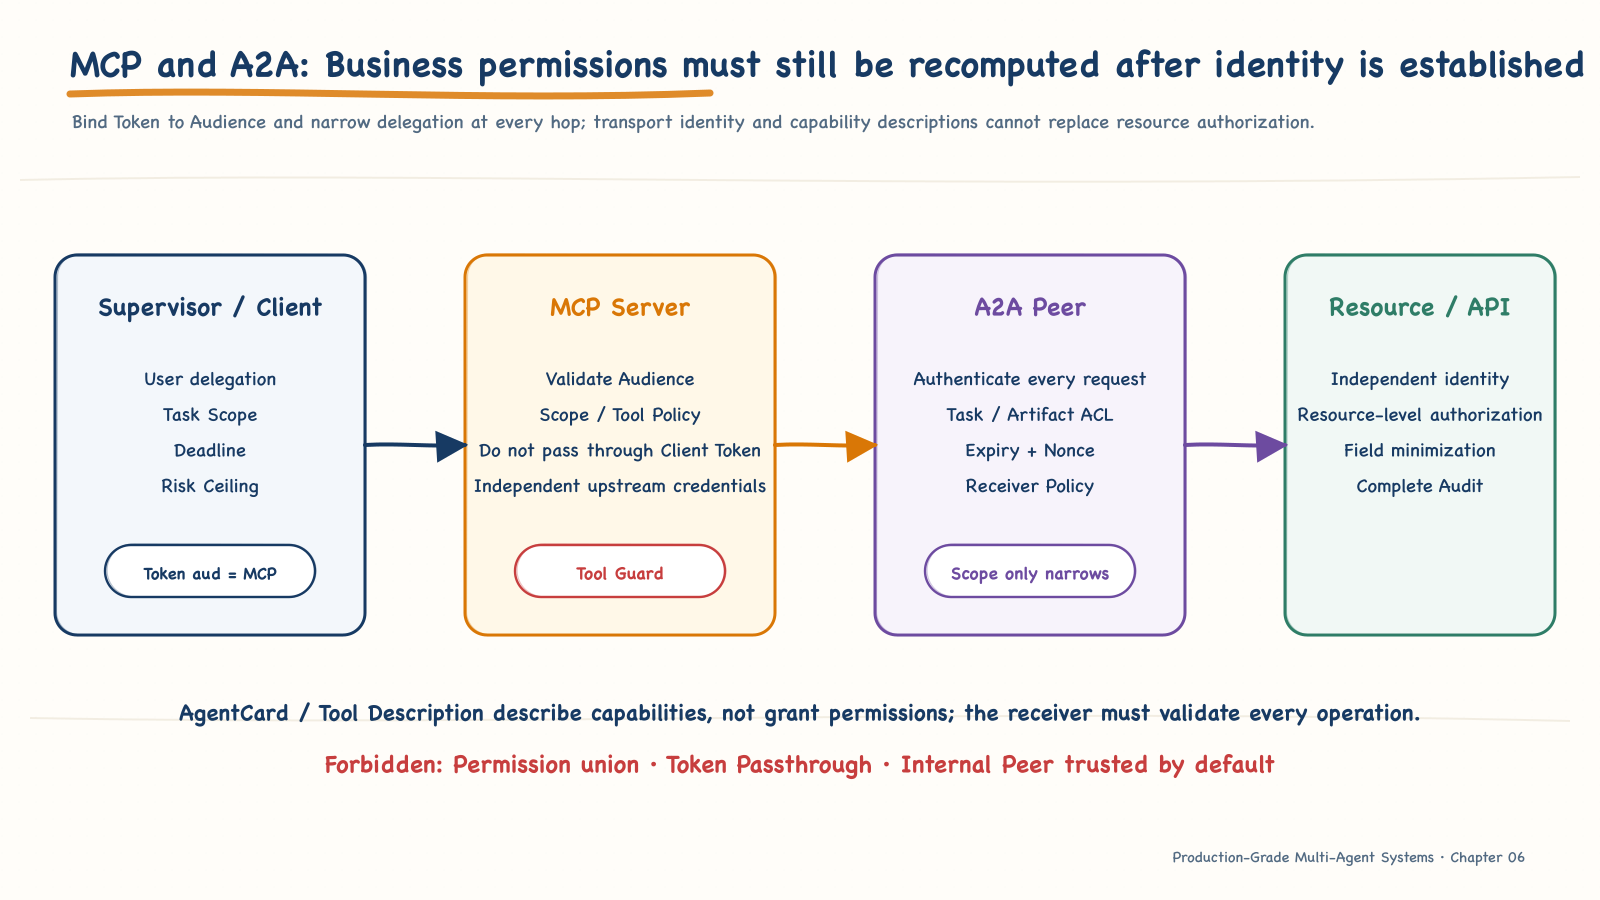 MCP and A2A: Business permissions must still be recomputed after identity is established
Bind Token to Audience and narrow delegation at every hop; transport identity and capability descriptions cannot replace resource authorization.
Supervisor / Client
User delegation
Task Scope
Deadline
Risk Ceiling
Token aud = MCP
MCP Server
Validate Audience
Scope / Tool Policy
Do not pass through Client Token
Independent upstream credentials
Tool Guard
A2A Peer
Authenticate every request
Task / Artifact ACL
Expiry + Nonce
Receiver Policy
Scope only narrows
Resource / API
Independent identity
Resource-level authorization
Field minimization
Complete Audit
AgentCard / Tool Description describe capabilities, not grant permissions; the receiver must validate every operation.
Forbidden: Permission union · Token Passthrough · Internal Peer trusted by default
Production-Grade Multi-Agent Systems · Chapter 06